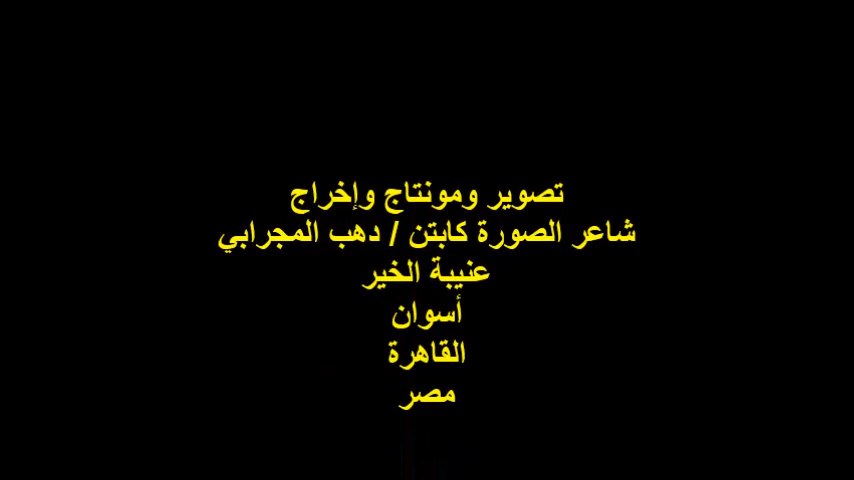 تصوير ومونتاج وإخراج
شاعر الصورة كابتن / دهب المجرابي
عنيبة الخير
أسوان
القاهرة
مصر